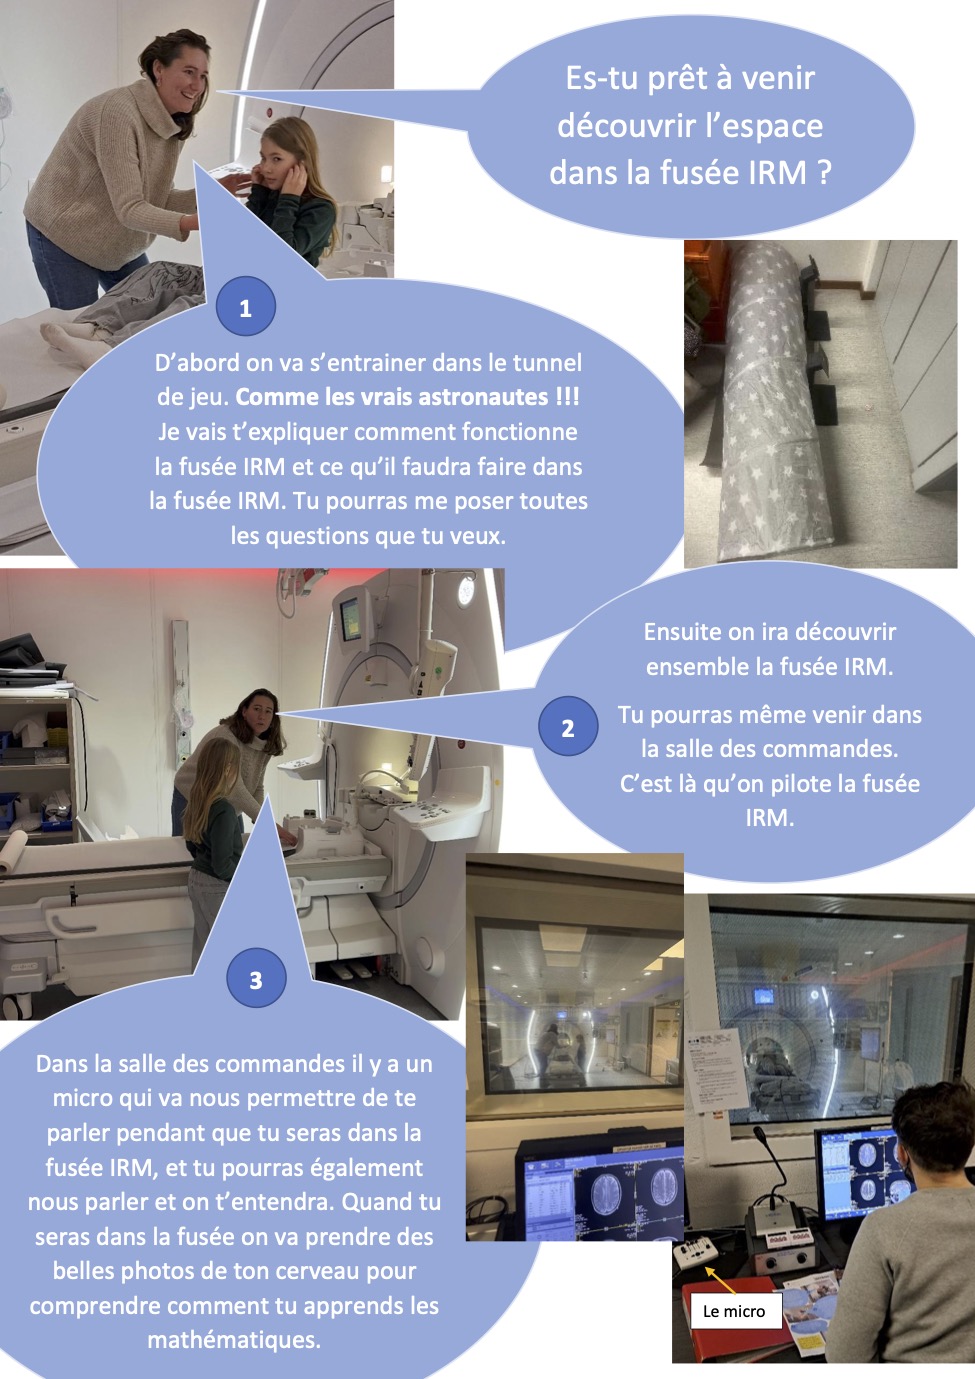 Es-tu prêt à venir
découvrir l’espace
dans la fusée IRM ?
1
D’abord on va s’entrainer dans le tunnel
de jeu. Comme les vrais astronautes !!!
Je vais t’expliquer comment fonctionne
la fusée IRM et ce qu’il faudra faire dans
la fusée IRM. Tu pourras me poser toutes
les questions que tu veux.
Ensuite on ira découvrir
ensemble la fusée IRM.
2
Tu pourras même venir dans
la salle des commandes.
C’est là qu’on pilote la fusée
IRM.
3
Dans la salle des commandes il y a un
micro qui va nous permettre de te
parler pendant que tu seras dans la
fusée IRM, et tu pourras également
nous parler et on t’entendra. Quand tu
seras dans la fusée on va prendre des
belles photos de ton cerveau pour
comprendre comment tu apprends les
mathématiques.
Le micro